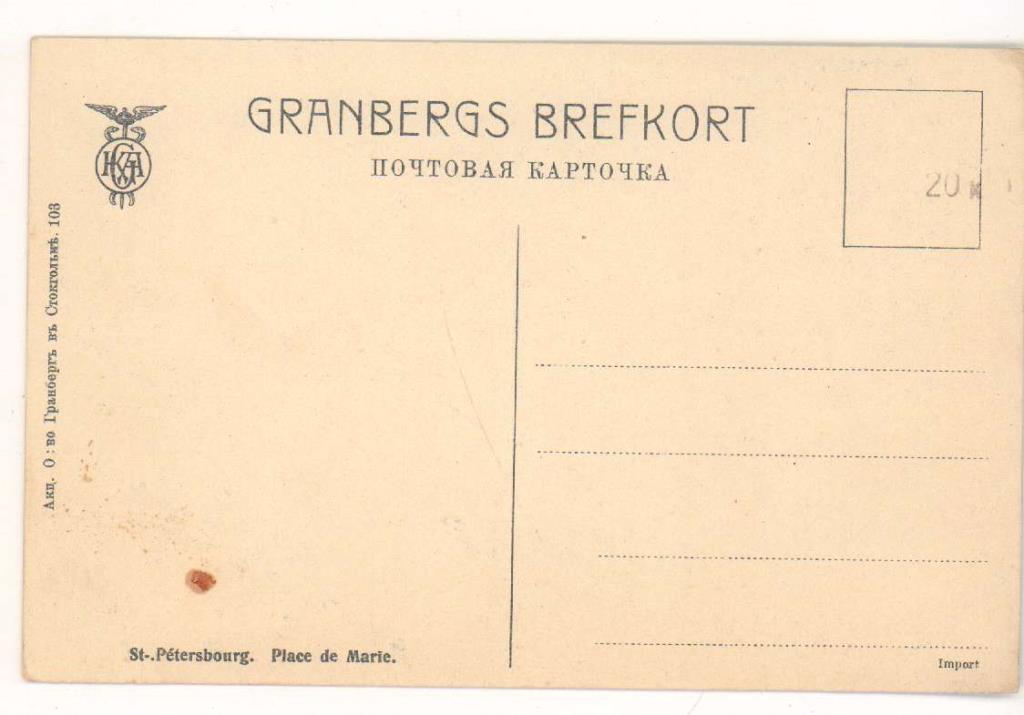 GRANBERGS BREFKORT
ПОЧТОВАЯ КАРТОЧКА
20 к
Акц. О:во Гранбергъ въ Стокгольмѣ. 103
St-.Pétersbourg. Place de Marie.
Import